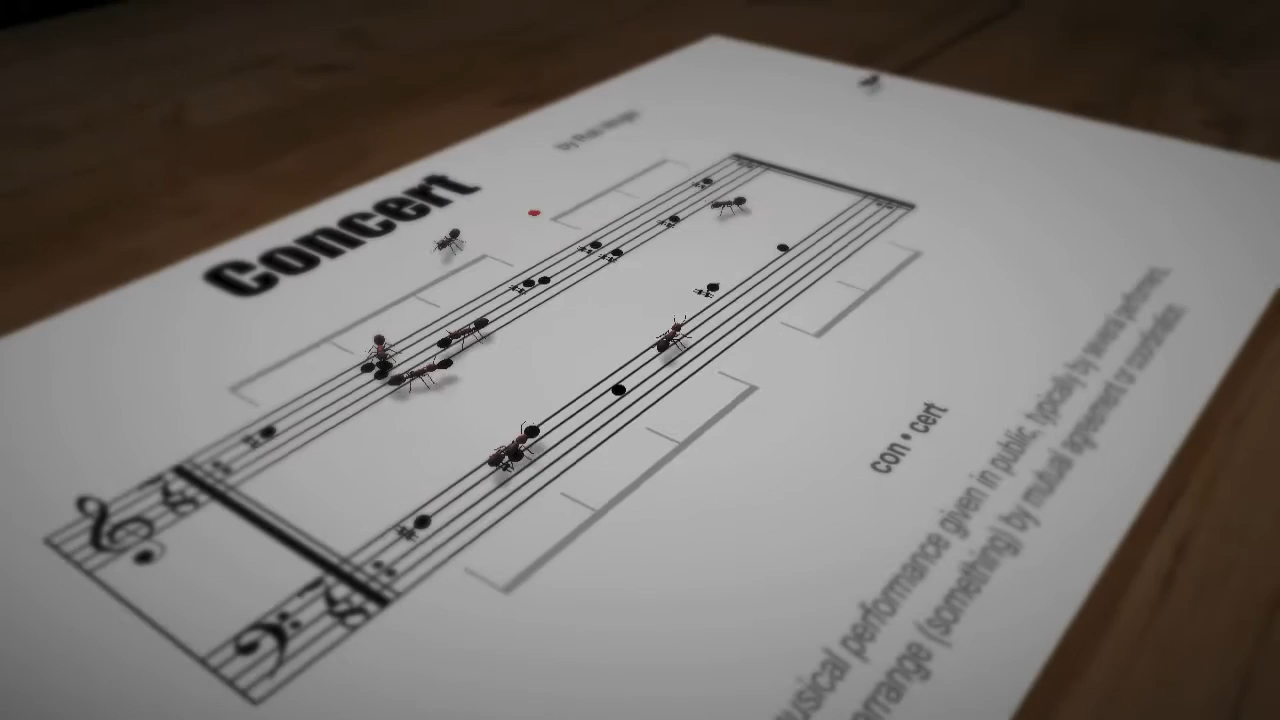 Concert
by
con • cert
musical performance given in public, typically by several performers,
arrange (something) by mutual agreement or coordination.